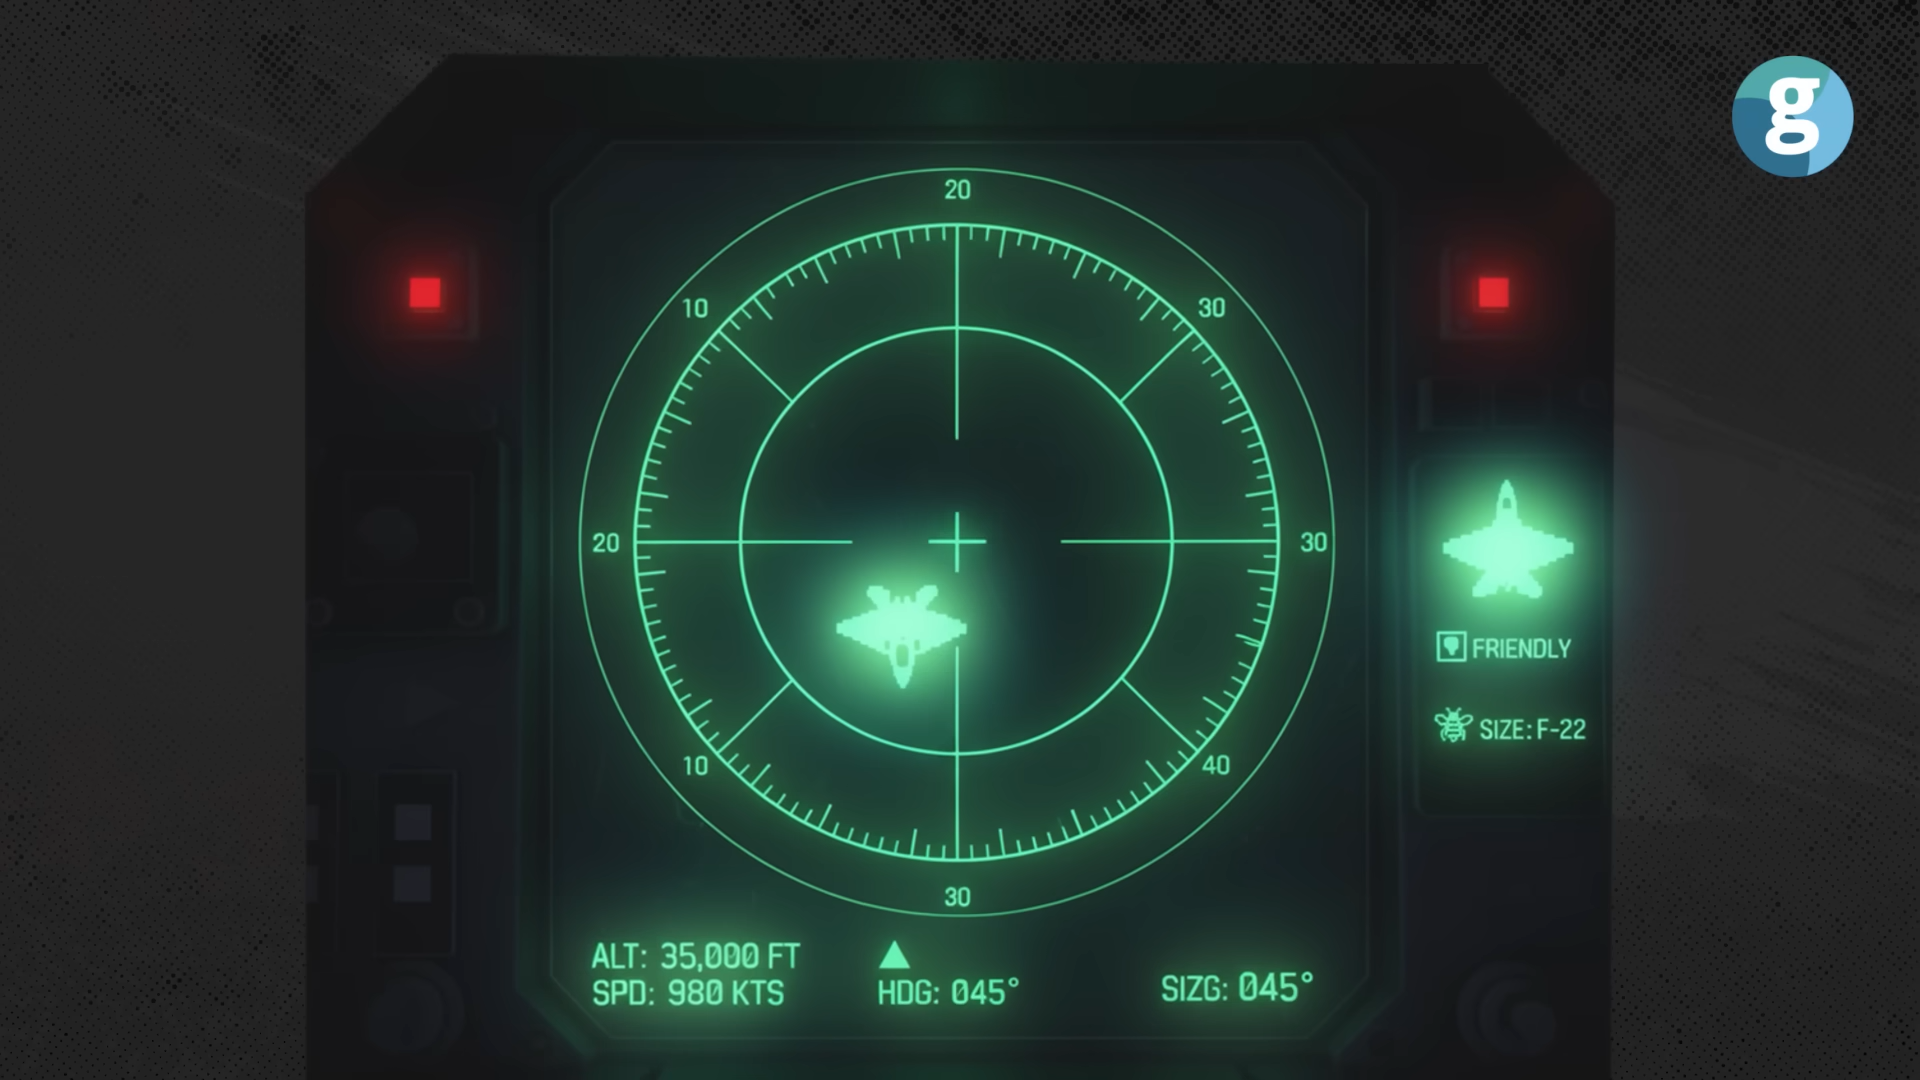 g
20
10
30
20
30
10
40
30
FRIENDLY
SIZE: F-22
ALT: 35,000 FT
SPD: 980 KTS
HDG: 045°
SIZG: 045°